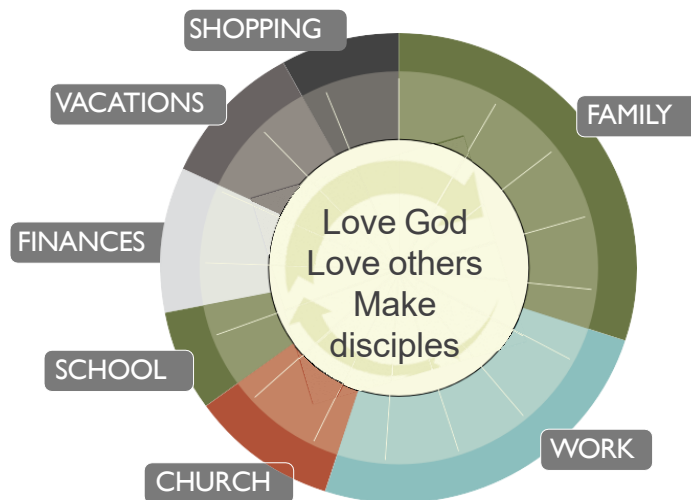 SHOPPING
VACATIONS
FAMILY
FINANCES
Love God
Love others
Make
disciples
SCHOOL
WORK
CHURCH